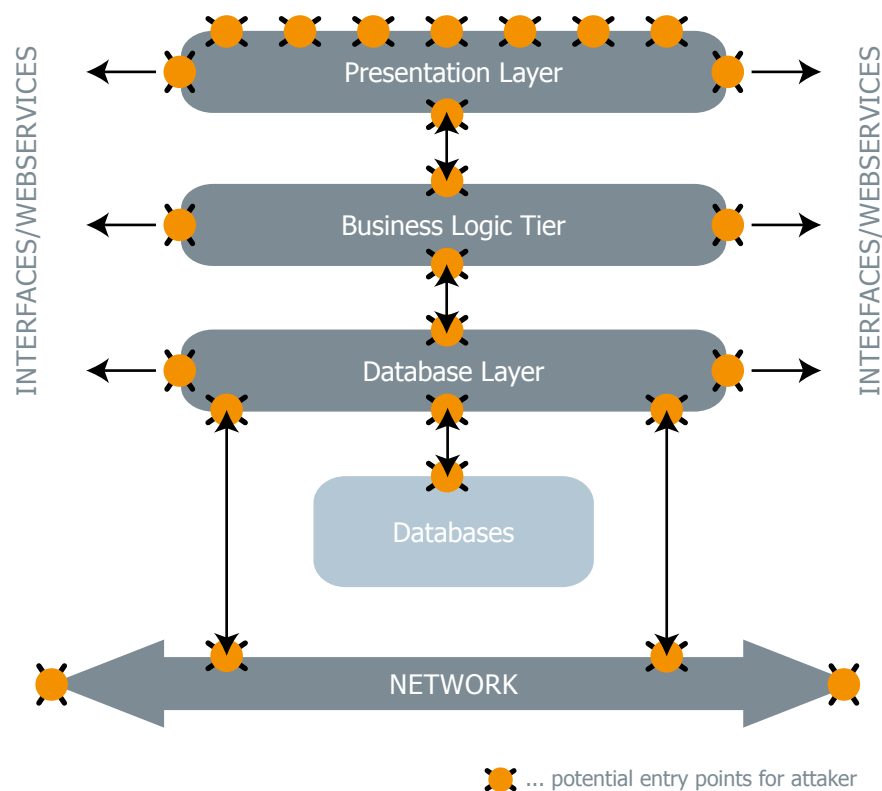 INTERFACES/WEBSERVICES
Presentation Layer
INTERFACES/WEBSERVICES
Business Logic Tier
Database Layer
Databases
NETWORK
... potential entry points for attaker